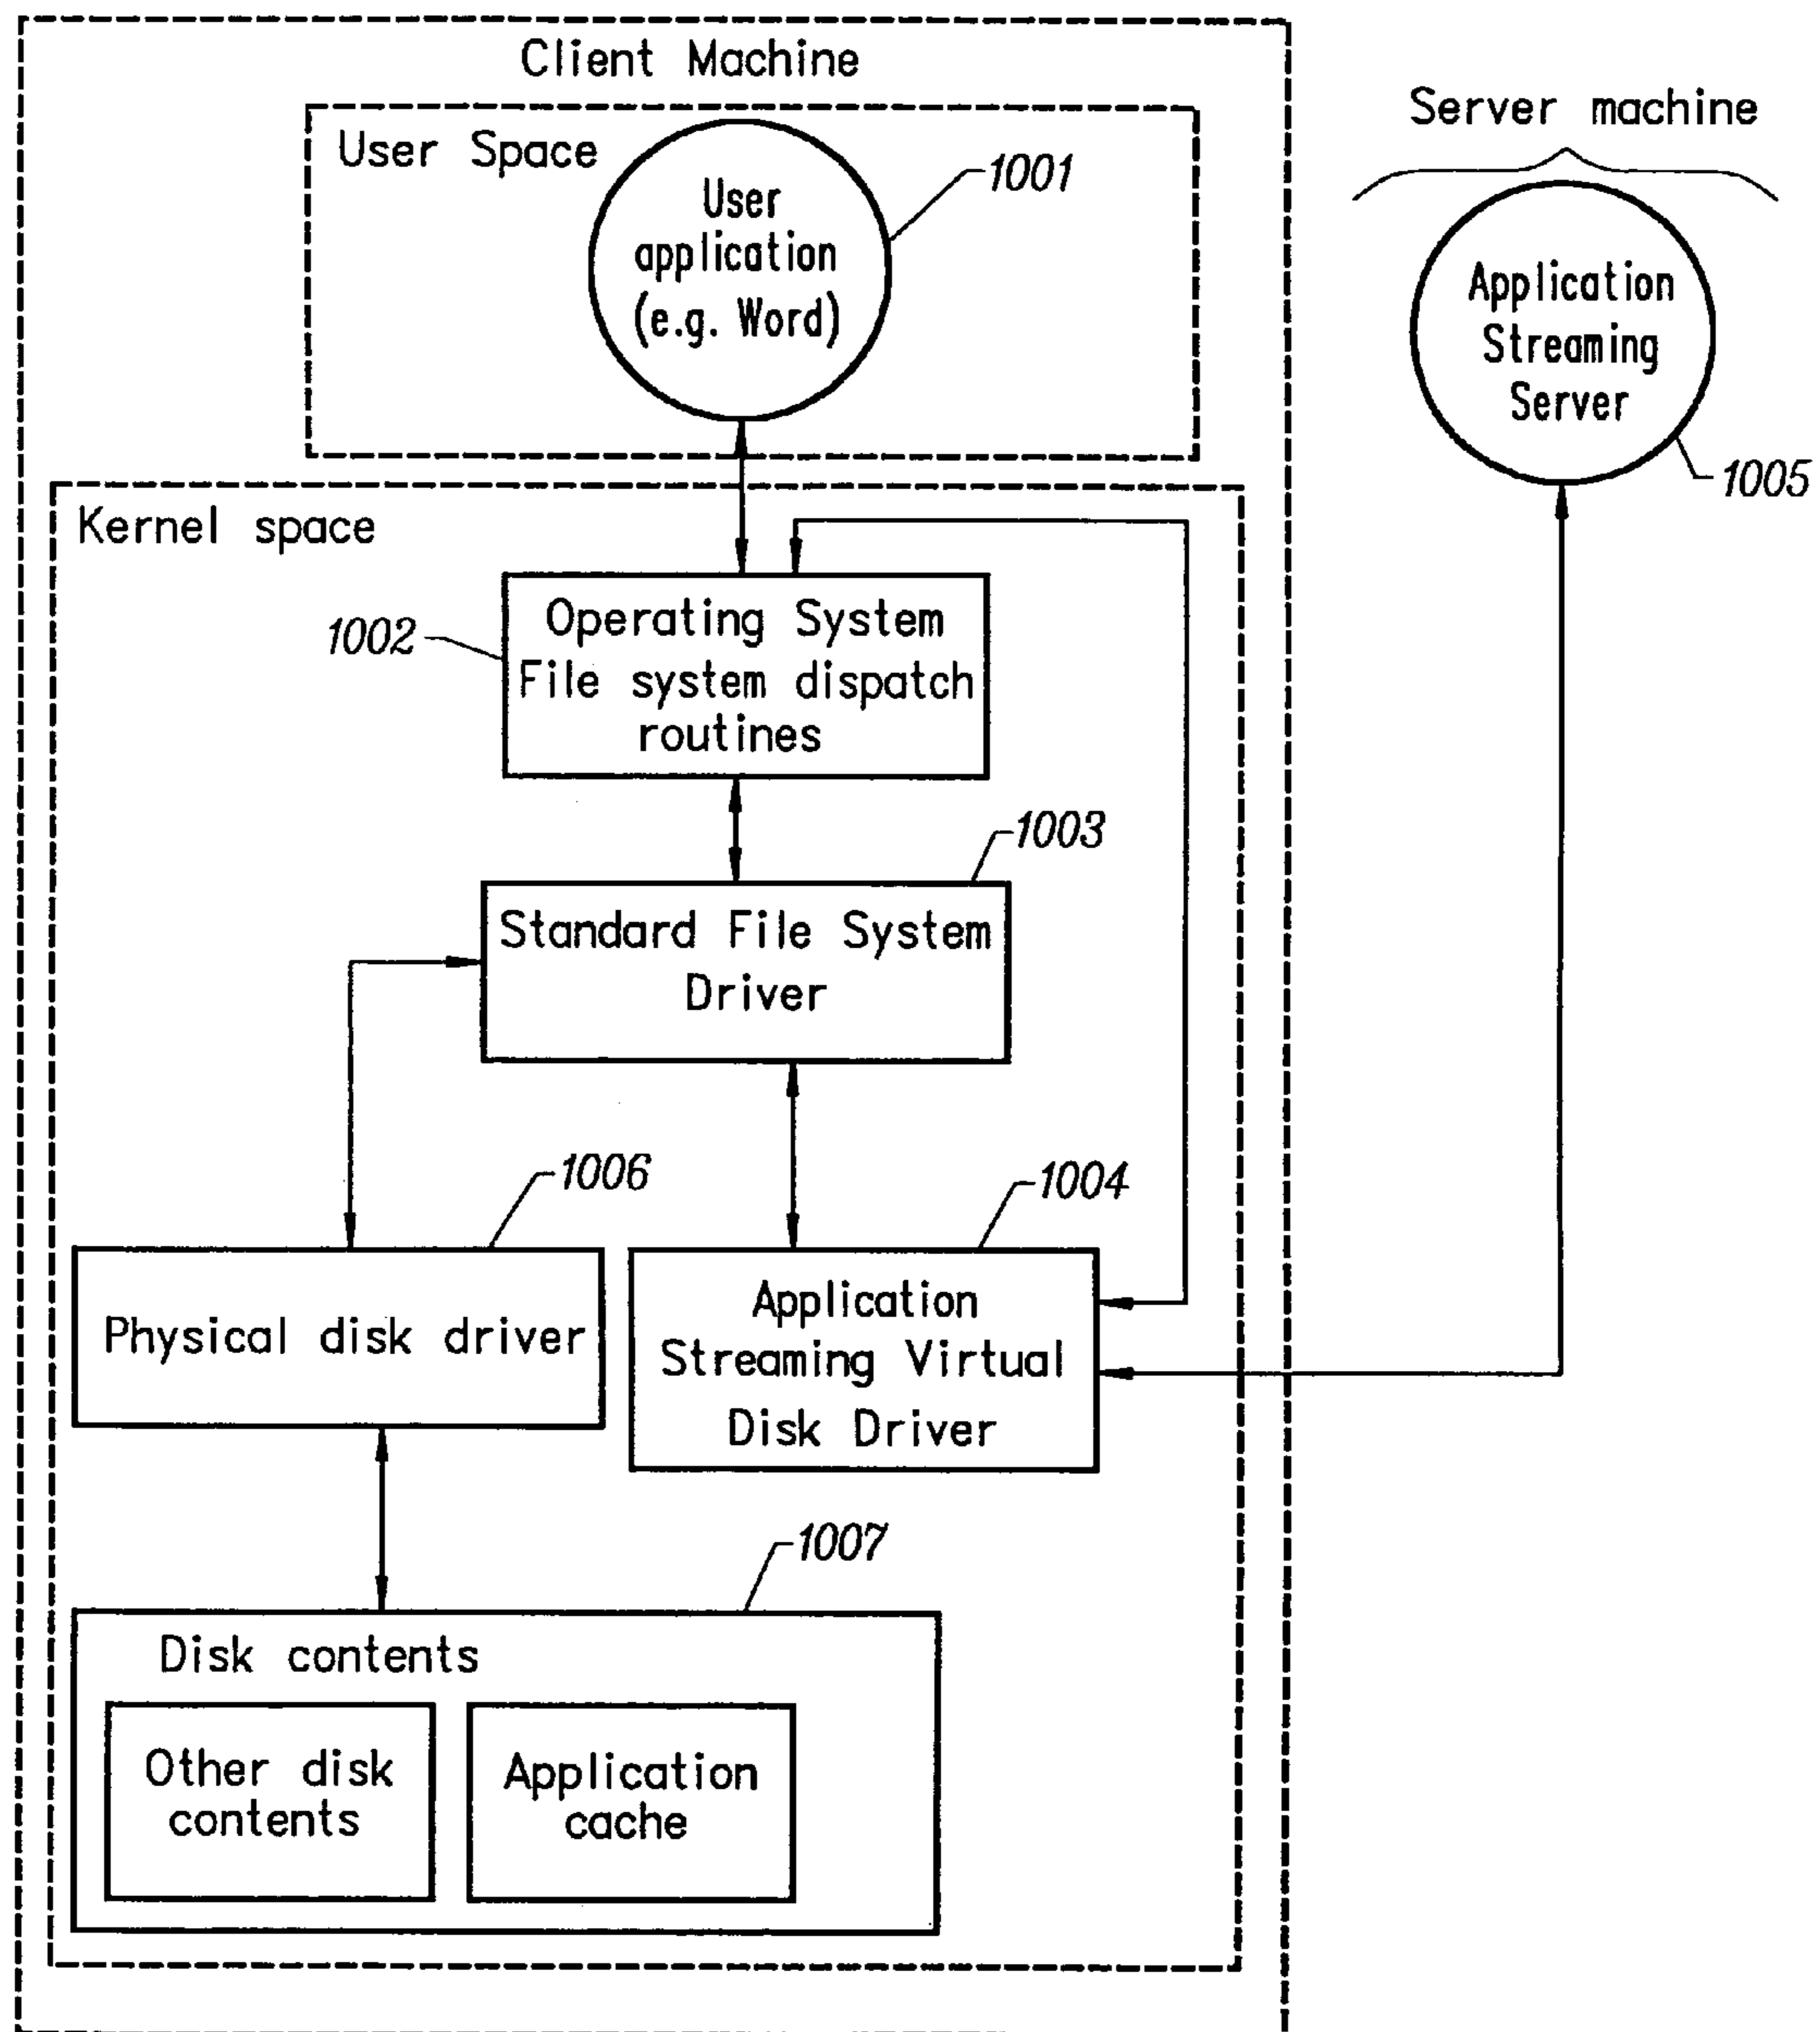 Client Machine
Server machine
User Space
1001
User
application
(e.g. Word)
Application
Streaming
Server
1005
Kernel space
1002
Operating System
File system dispatch
routines
1003
Standard File System
Driver
1006
1004
Physical disk driver
Application
Streaming Virtual
Disk Driver
1007
Disk contents
Other disk
contents
Application
cache